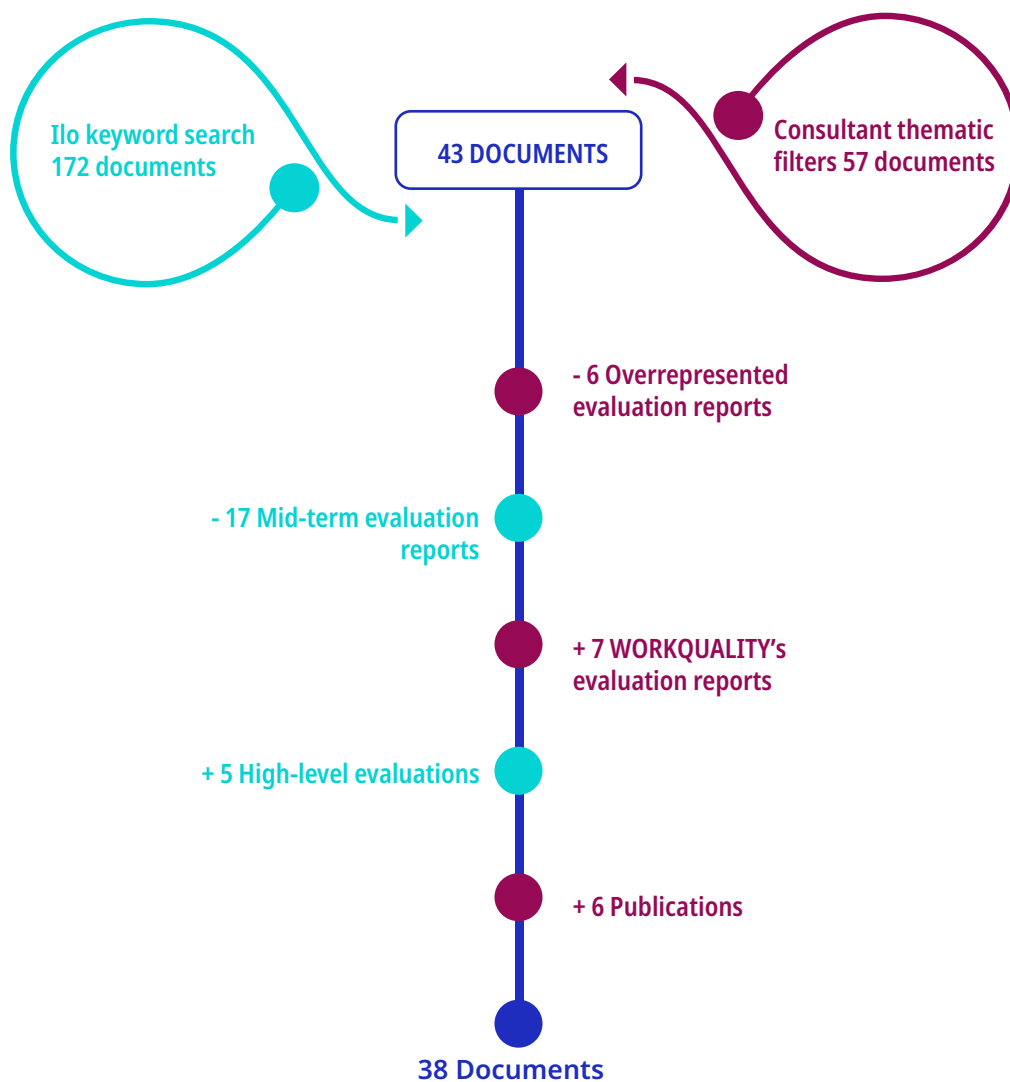 Ilo keyword search
172 documents
43 DOCUMENTS
Consultant thematic
filters 57 documents
- 6 Overrepresented
evaluation reports
- 17 Mid-term evaluation
reports
+ 7 WORKQUALITY’s
evaluation reports
+ 5 High-level evaluations
+ 6 Publications
38 Documents